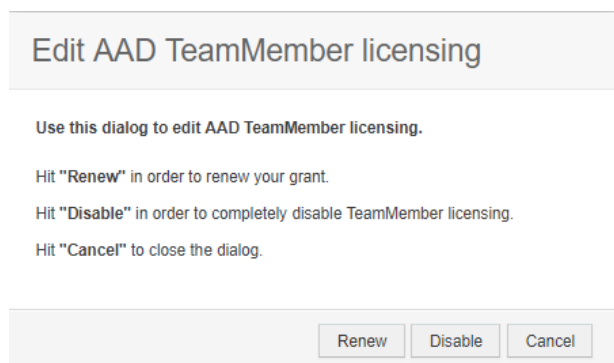 Edit AAD TeamMember licensing
Use this dialog to edit AAD TeamMember licensing.
Hit "Renew" in order to renew your grant.
Hit "Disable" in order to completely disable TeamMember licensing.
Hit "Cancel" to close the dialog.
Renew Disable Cancel